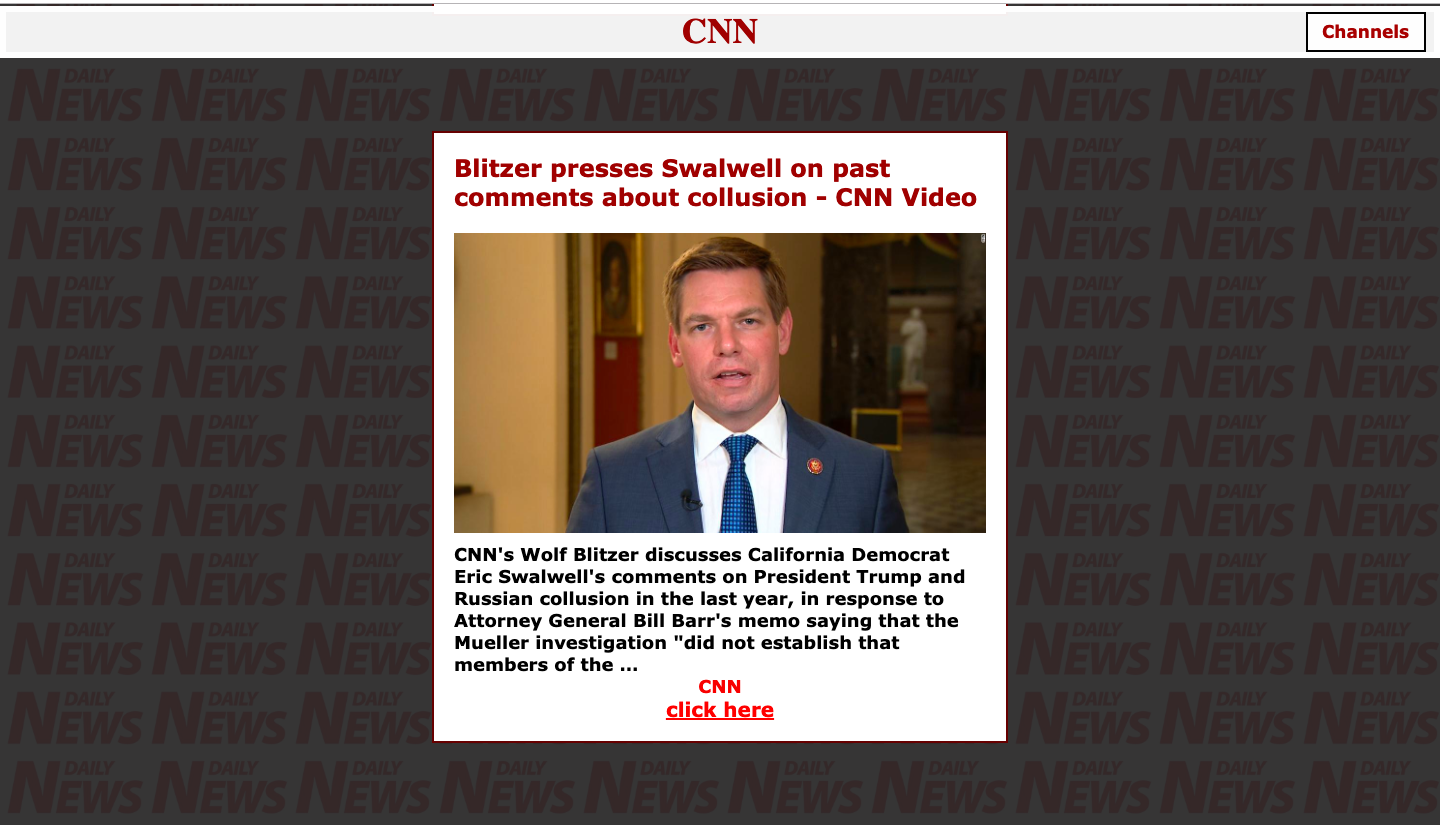 CNN
Channels
Blitzer presses Swalwell on past
comments about collusion - CNN Video
CNN's Wolf Blitzer discusses California Democrat
Eric Swalwell's comments on President Trump and
Russian collusion in the last year, in response to
Attorney General Bill Barr's memo saying that the
Mueller investigation "did not establish that
members of the ...
CNN
click here
DAILY NEWS